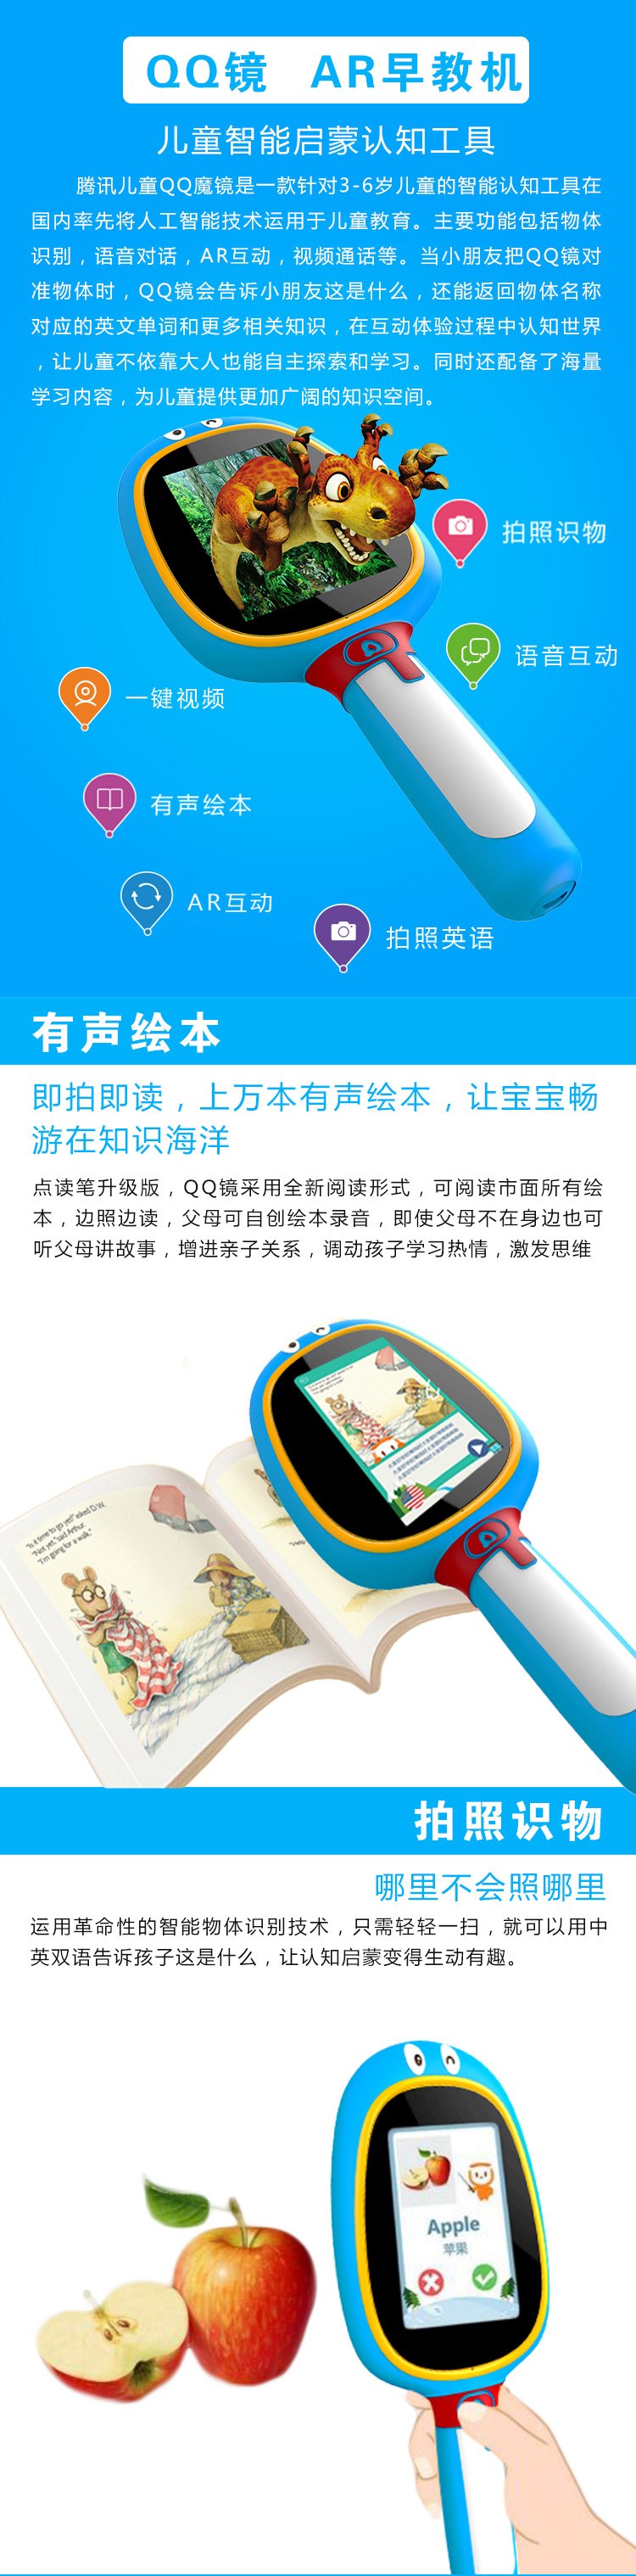 QQ镜 AR早教机
儿童智能启蒙认知工具
腾讯儿童QQ魔镜是一款针对3-6岁儿童的智能认知工具在
国内率先将人工智能技术运用于儿童教育。主要功能包括物体
识别，语音对话，AR互动，视频通话等。当小朋友把QQ镜对
准物体时，QQ镜会告诉小朋友这是什么，还能返回物体名称
对应的英文单词和更多相关知识，在互动体验过程中认知世界
，让儿童不依靠大人也能自主探索和学习。同时还配备了海量
学习内容，为儿童提供更加广阔的知识空间。
拍照识物
语音互动
一键视频
有声绘本
AR互动
拍照英语
有声绘本
即拍即读，上万本有声绘本，让宝宝畅
游在知识海洋
点读笔升级版，QQ镜采用全新阅读形式，可阅读市面所有绘
本，边照边读，父母可自创绘本录音，即使父母不在身边也可
听父母讲故事，增进亲子关系，调动孩子学习热情，激发思维
"Is it time to go yet?" asked D.W.
"Not yet," said Arthur.
"I'm going for a walk."
"Help
拍照识物
哪里不会照哪里
运用革命性的智能物体识别技术，只需轻轻一扫，就可以用中
英双语告诉孩子这是什么，让认知启蒙变得生动有趣。
Apple
苹果